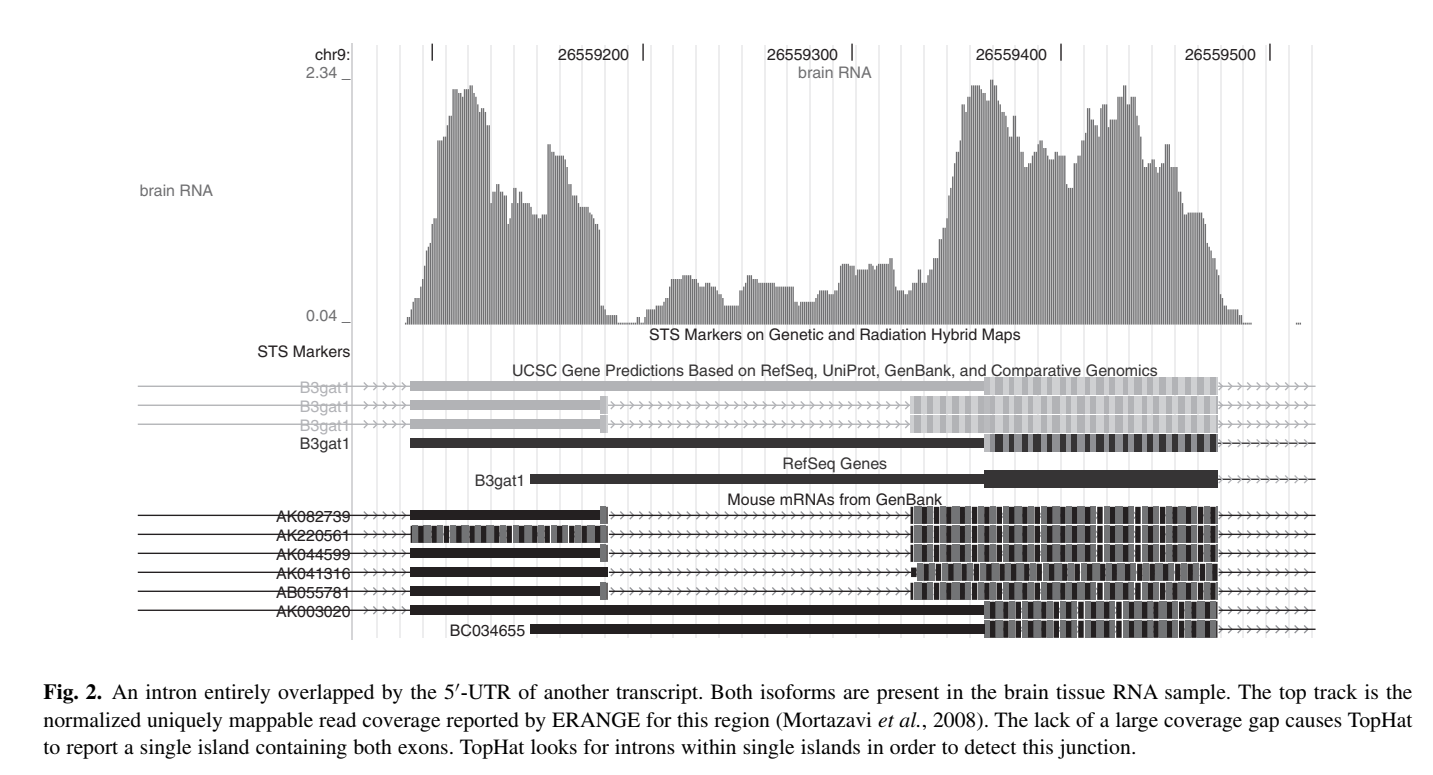 chr9: 26559200 26559300 26559400 26559500
2.34 brain RNA
brain RNA
0.04
STS Markers on Genetic and Radiation Hybrid Maps
STS Markers
UCSC Gene Predictions Based on RefSeq, UniProt, GenBank, and Comparative Genomics
B3gat1
B3gat1
B3gat1
B3gat1
RefSeq Genes
B3gat1
Mouse mRNAs from GenBank
AK082739
AK220561
AK044599
AK041316
AB055781
AK003020
BC034655
Fig. 2. An intron entirely overlapped by the 5′-UTR of another transcript. Both isoforms are present in the brain tissue RNA sample. The top track is the
normalized uniquely mappable read coverage reported by ERANGE for this region (Mortazavi et al., 2008). The lack of a large coverage gap causes TopHat
to report a single island containing both exons. TopHat looks for introns within single islands in order to detect this junction.